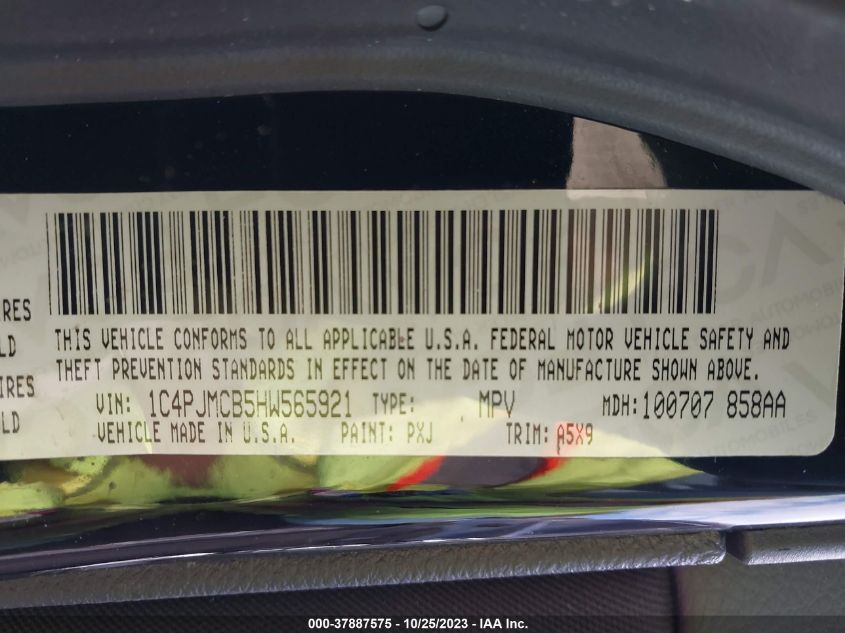 THIS VEHICLE CONFORMS TO ALL APPLICABLE U.S.A. FEDERAL MOTOR VEHICLE SAFETY AND
THEFT PREVENTION STANDARDS IN EFFECT ON THE DATE OF MANUFACTURE SHOWN ABOVE.
VIN: 1C4PJMCB5HW565921 TYPE: MPV MDH:100707 858AA
VEHICLE MADE IN U.S.A. PAINT: PXJ TRIM: A5X9
IRES
LD
IRES
LD
000-37887575 - 10/25/2023 - IAA Inc.